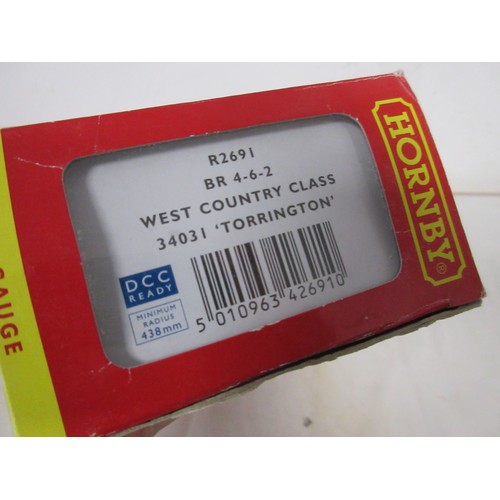 R2691
BR 4-6-2
WEST COUNTRY CLASS
34031 'TORRINGTON'
DCC
READY
MINIMUM
RADIUS
438mm
5 010963 426910
HORNBY
®
GAUGE